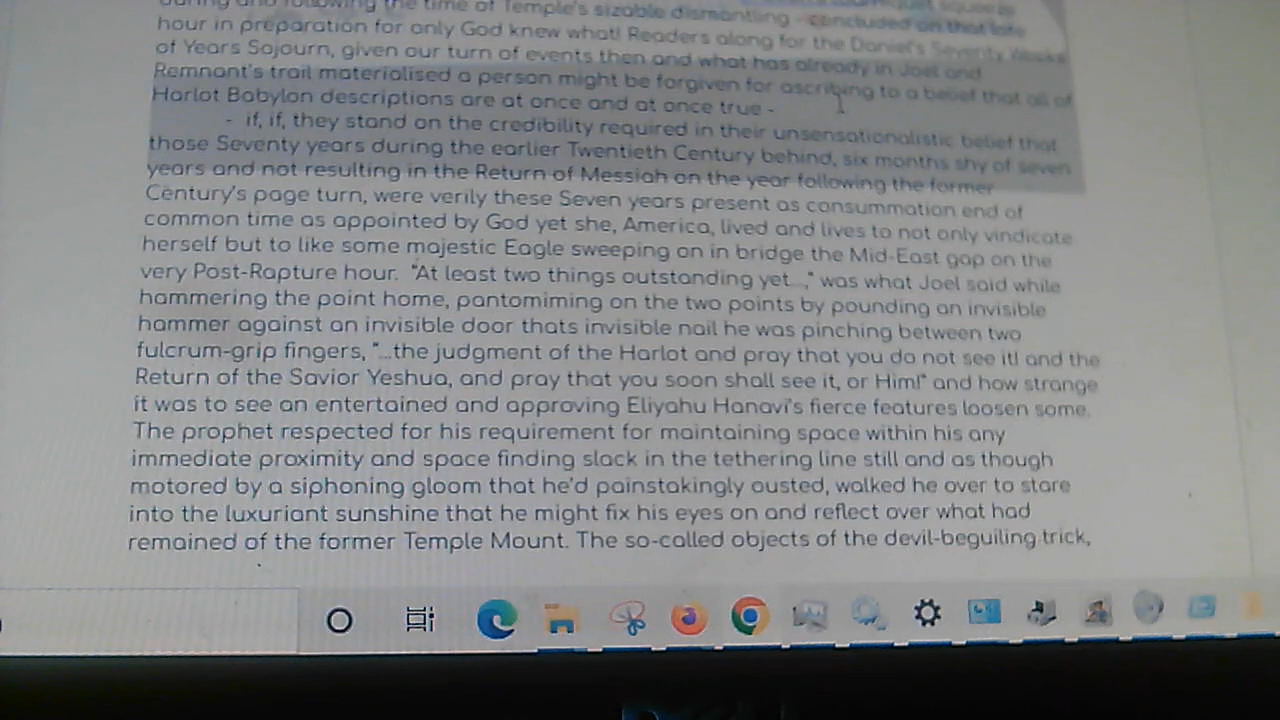 during and following the time of Temple's sizable dismantling - concluded on that late
hour in preparation for only God knew what! Readers along for the Daniel's Seventy Weeks
of Years Sojourn, given our turn of events then and what has already in Joel and
Remnant's trail materialised a person might be forgiven for ascribing to a belief that all of
Harlot Babylon descriptions are at once and at once true -
- if, if, they stand on the credibility required in their unsensationalistic belief that
those Seventy years during the earlier Twentieth Century behind, six months shy of seven
years and not resulting in the Return of Messiah on the year following the former
Century's page turn, were verily these Seven years present as consummation end of
common time as appointed by God yet she, America, lived and lives to not only vindicate
herself but to like some majestic Eagle sweeping on in bridge the Mid-East gap on the
very Post-Rapture hour. "At least two things outstanding yet...," was what Joel said while
hammering the point home, pantomiming on the two points by pounding an invisible
hammer against an invisible door thats invisible nail he was pinching between two
fulcrum-grip fingers, "...the judgment of the Harlot and pray that you do not see it! and the
Return of the Savior Yeshua, and pray that you soon shall see it, or Him!" and how strange
it was to see an entertained and approving Eliyahu Hanavi's fierce features loosen some.
The prophet respected for his requirement for maintaining space within his any
immediate proximity and space finding slack in the tethering line still and as though
motored by a siphoning gloom that he'd painstakingly ousted, walked he over to stare
into the luxuriant sunshine that he might fix his eyes on and reflect over what had
remained of the former Temple Mount. The so-called objects of the devil-beguiling trick,